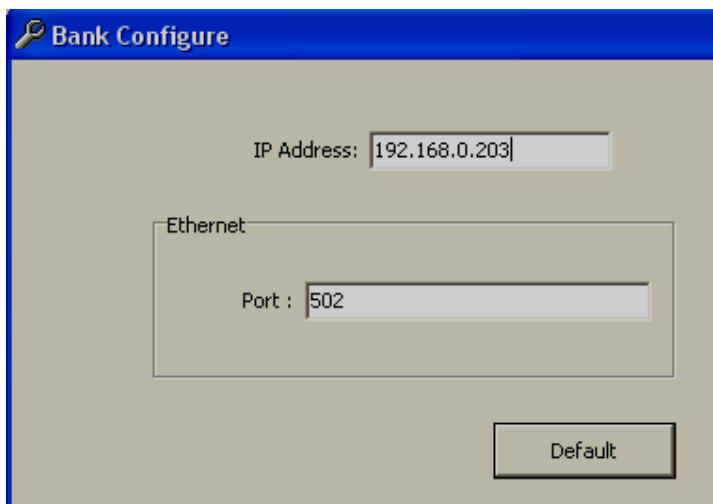 Bank Configure
IP Address: 192.168.0.203
Ethernet
Port : 502
Default